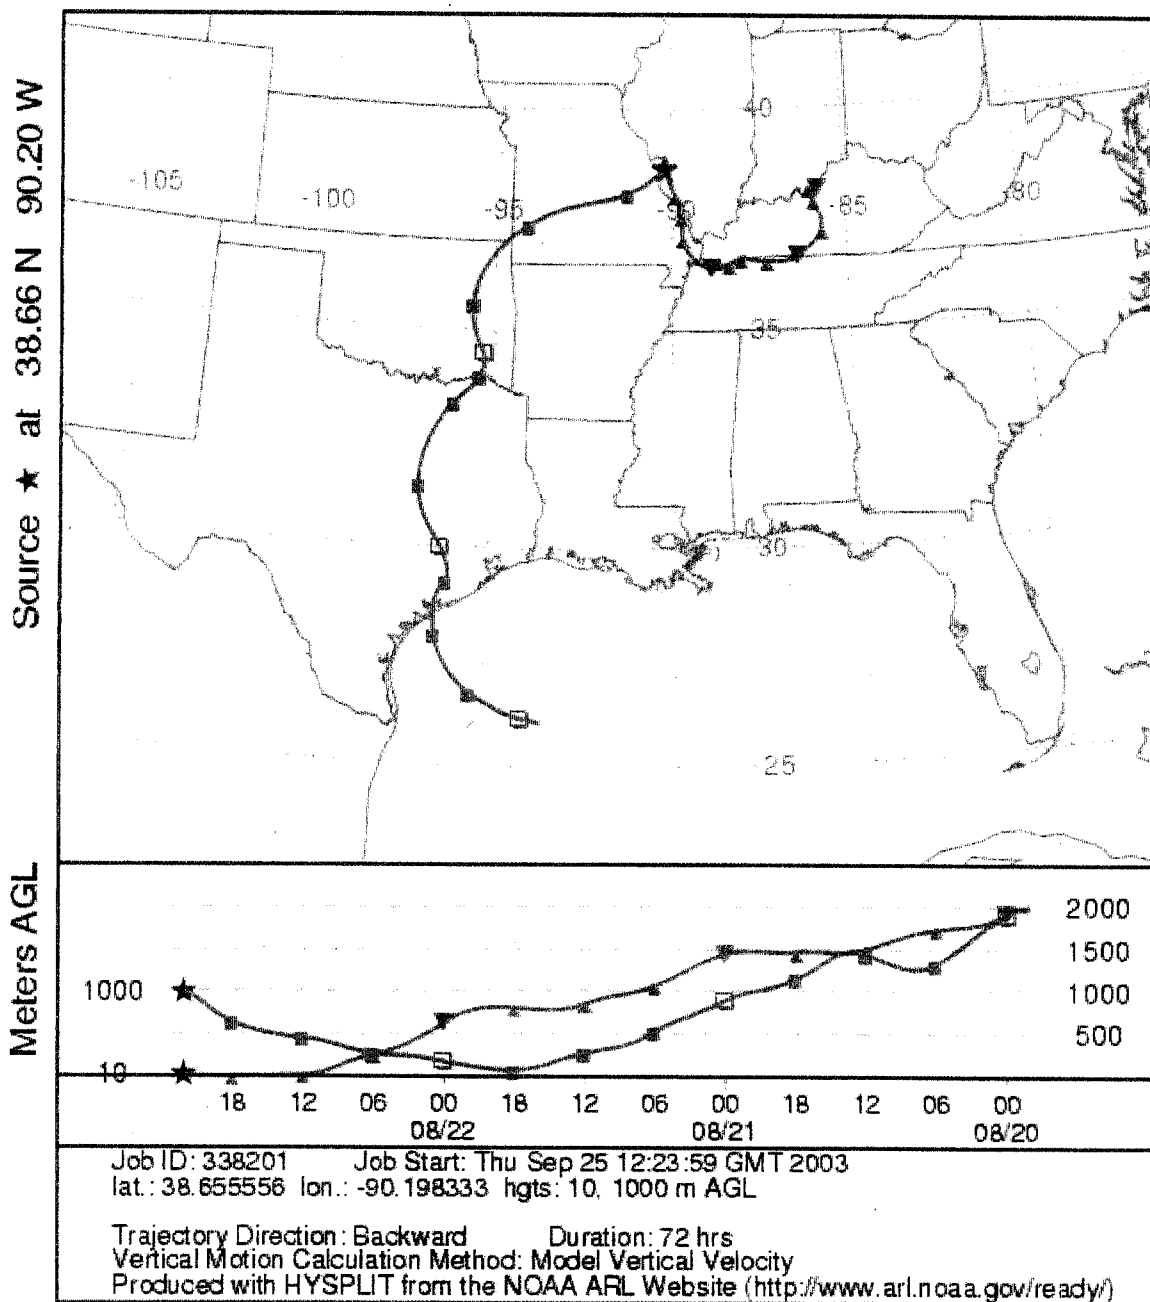 Source ★ at 38.66 N 90.20 W
40
-105
-100
-95
-90
-85
-80
35
30
25
Meters AGL
2000
1500
1000
1000
500
10
18 12 06 00 18 12 06 00 18 12 06 00
08/22 08/21 08/20
Job ID: 338201 Job Start: Thu Sep 25 12:23:59 GMT 2003
lat.: 38.655556 lon.: -90.198333 hgts: 10, 1000 m AGL
Trajectory Direction: Backward Duration: 72 hrs
Vertical Motion Calculation Method: Model Vertical Velocity
Produced with HYSPLIT from the NOAA ARL Website (http://www.arl.noaa.gov/ready/)